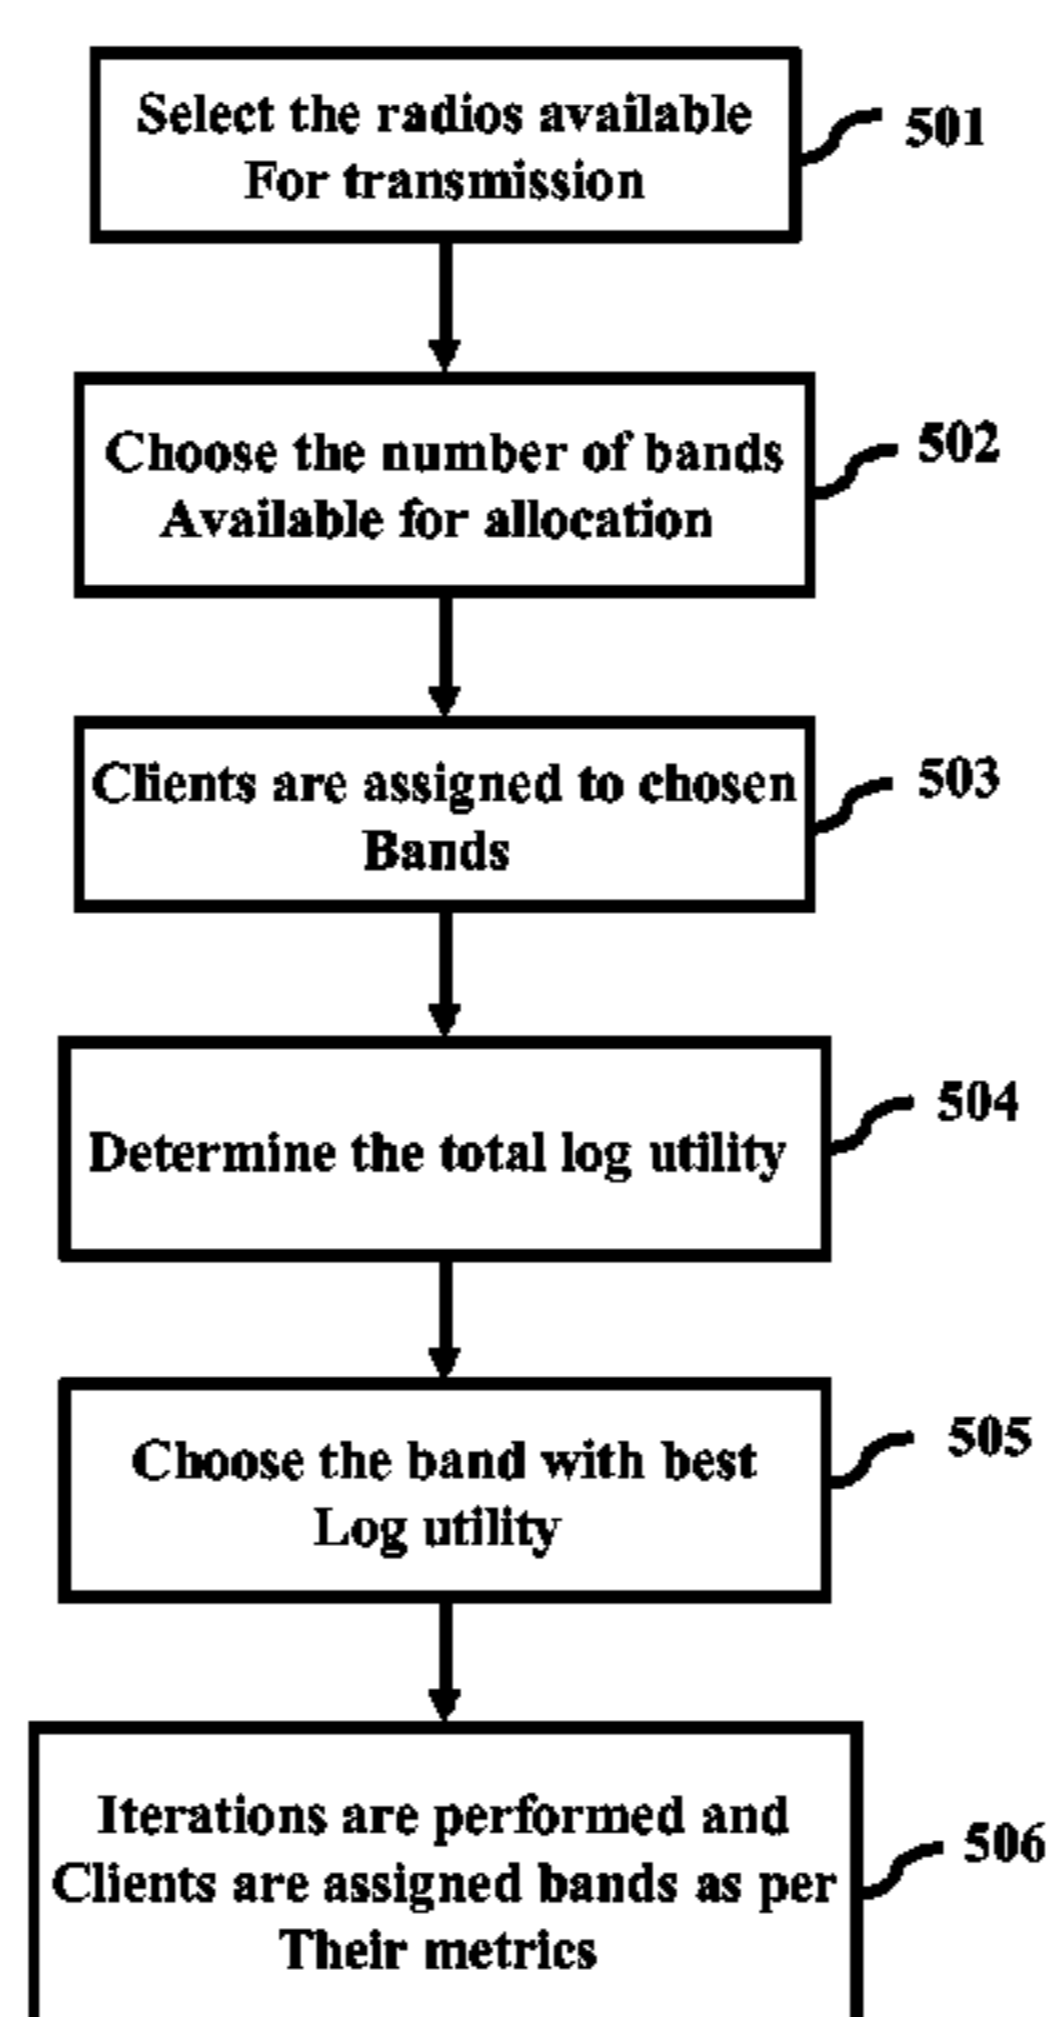 Select the radios available
For transmission
501
Choose the number of bands
Available for allocation
502
Clients are assigned to chosen
Bands
503
Determine the total log utility
504
Choose the band with best
Log utility
505
Iterations are performed and
Clients are assigned bands as per
Their metrics
506